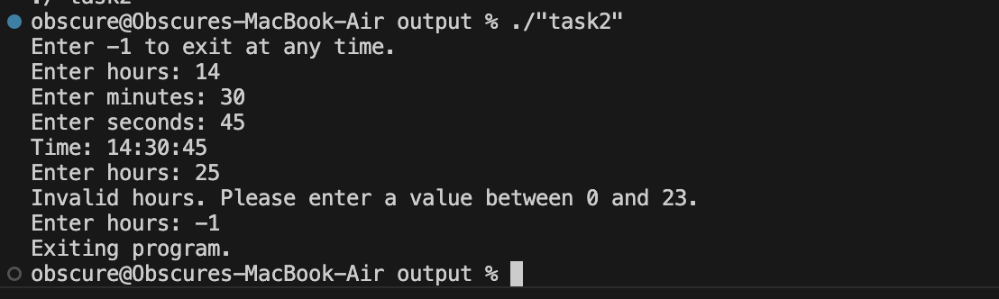 obscure@Obscures-MacBook-Air output % ./"task2"
Enter -1 to exit at any time.
Enter hours: 14
Enter minutes: 30
Enter seconds: 45
Time: 14:30:45
Enter hours: 25
Invalid hours. Please enter a value between 0 and 23.
Enter hours: -1
Exiting program.
obscure@Obscures-MacBook-Air output %